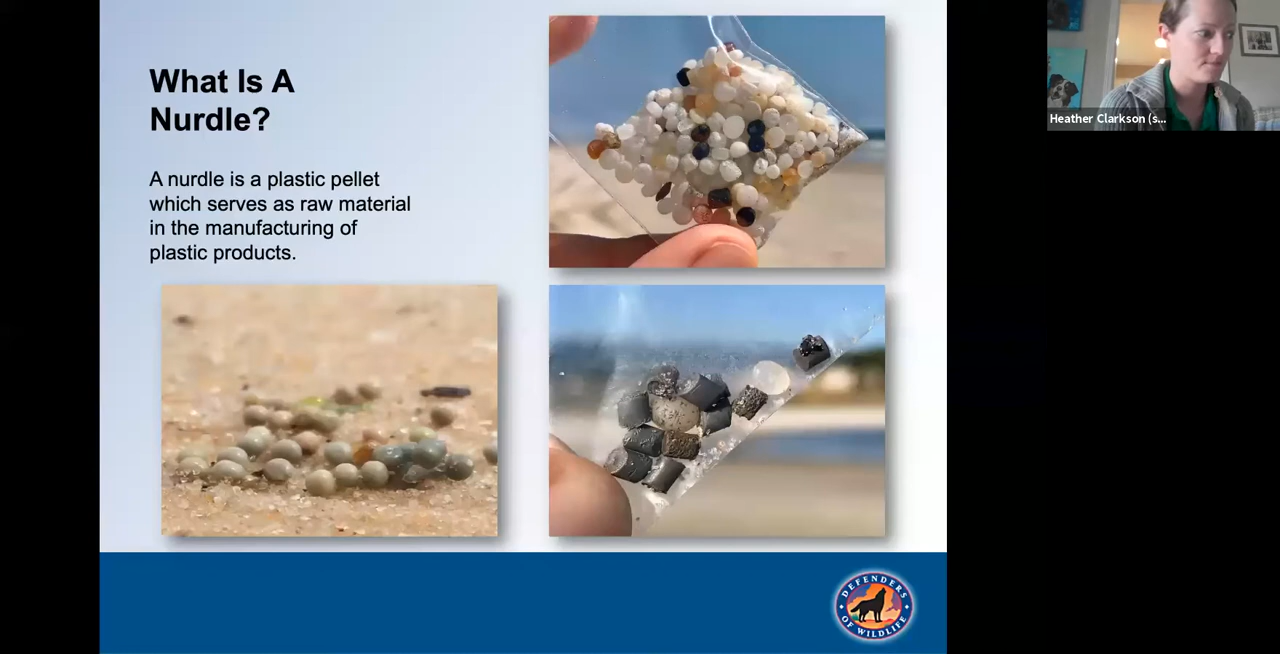 What Is A
Nurdle?
A nurdle is a plastic pellet
which serves as raw material
in the manufacturing of
plastic products.
Heather Clarkson (s...
DEFENDERS
OF WILDLIFE